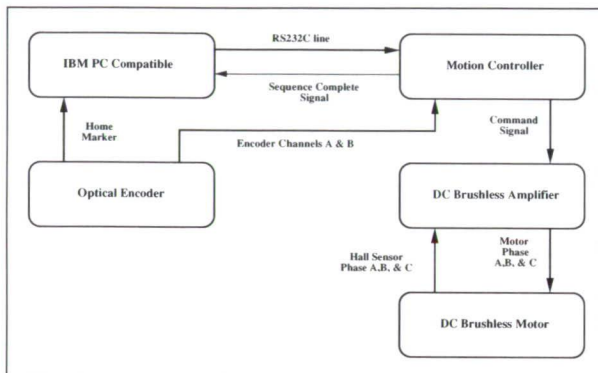 RS232C line
IBM PC Compatible
Motion Controller
Sequence Complete
Signal
Home
Marker
Encoder Channels A & B
Command
Signal
Optical Encoder
DC Brushless Amplifier
Hall Sensor
Phase A,B, & C
Motor
Phase
A,B, & C
DC Brushless Motor